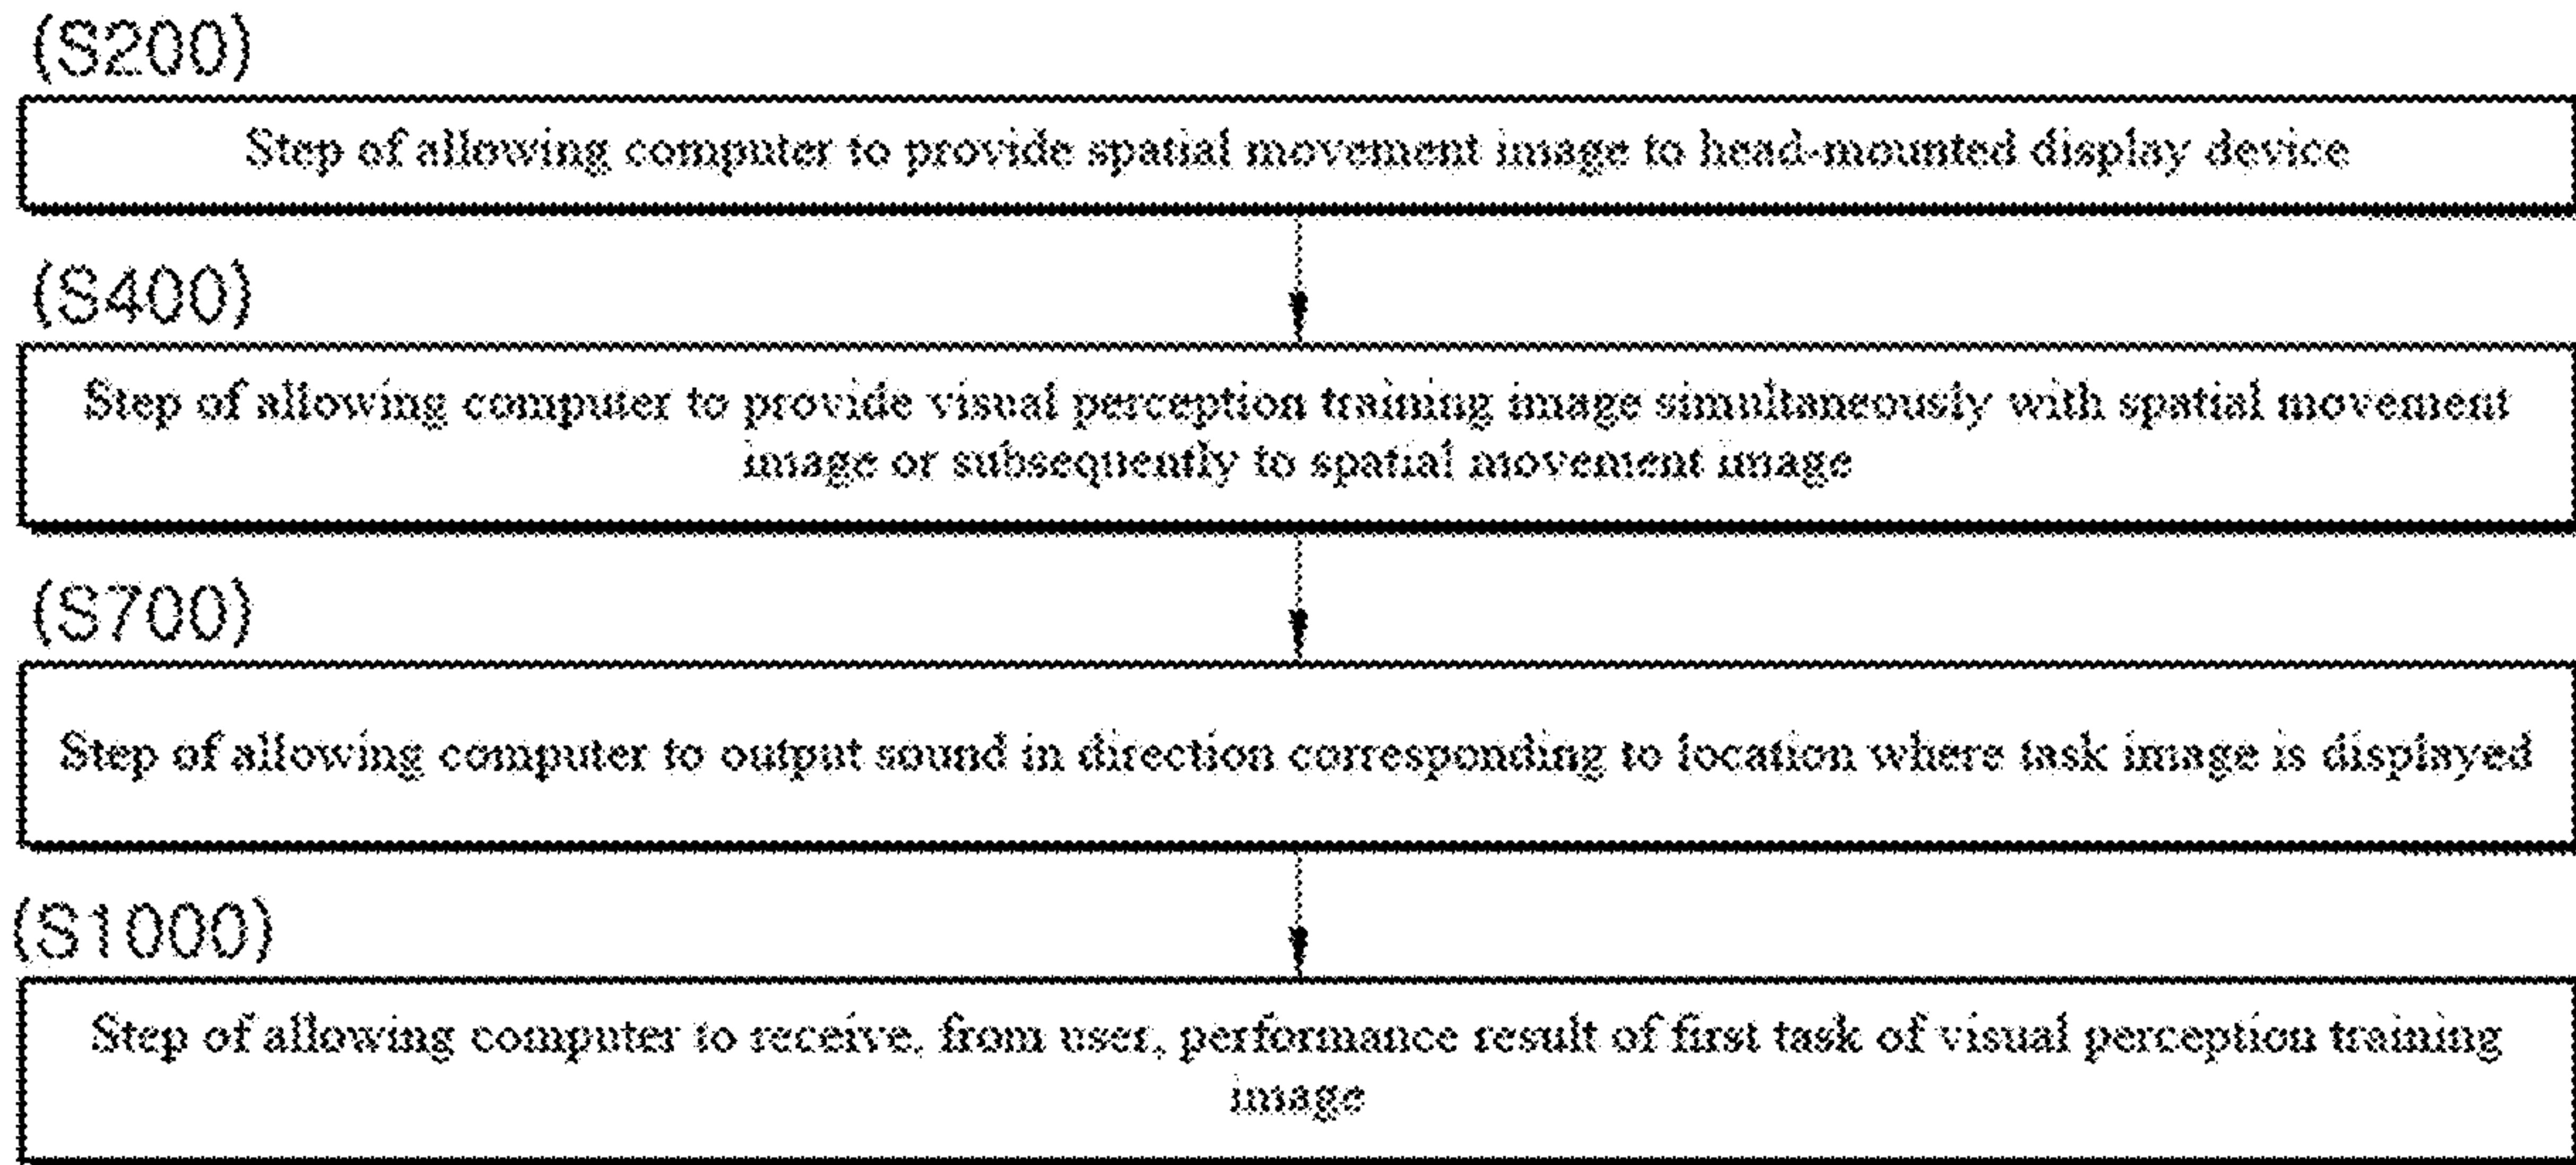 (S200)
Step of allowing computer to provide spatial movement image to head-mounted display device
(S400)
Step of allowing computer to provide visual perception training image simultaneously with spatial movement
image or subsequently to spatial movement image
(S700)
Step of allowing computer to output sound in direction corresponding to location where task image is displayed
(S1000)
Step of allowing computer to receive, from user, performance result of first task of visual perception training
image